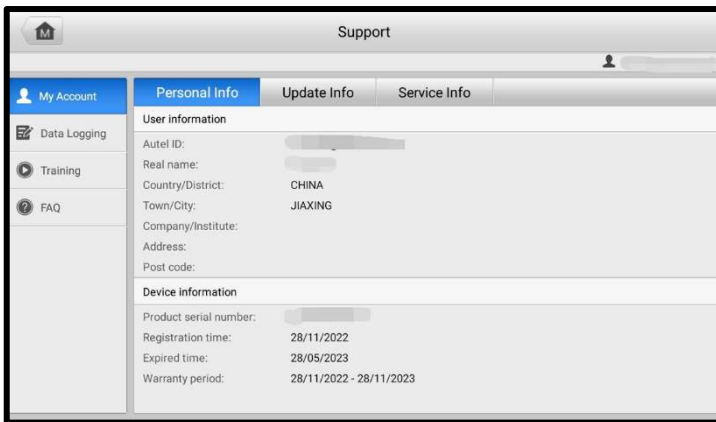 M
Support
My Account
Data Logging
Training
FAQ
Personal Info Update Info Service Info
User information
Autel ID:
Real name:
Country/District: CHINA
Town/City: JIAXING
Company/Institute:
Address:
Post code:
Device information
Product serial number:
Registration time: 28/11/2022
Expired time: 28/05/2023
Warranty period: 28/11/2022 - 28/11/2023